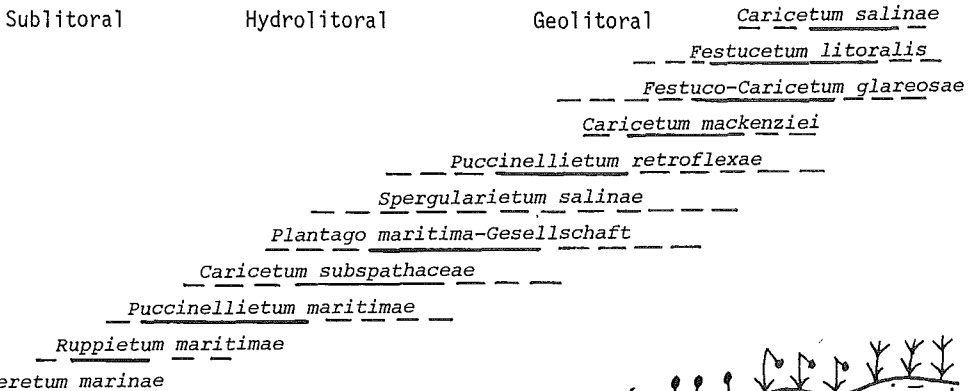 Sublitoral Hydrolitoral Geolitoral Caricetum salinae
Festucetum litoralis
Festuco-Caricetum glareosae
Caricetum mackenziei
Puccinellietum retroflexae
Spergularietum salinae
Plantago maritima-Gesellschaft
Caricetum subspathaceae
Puccinellietum maritimae
Ruppietum maritimae
marinae